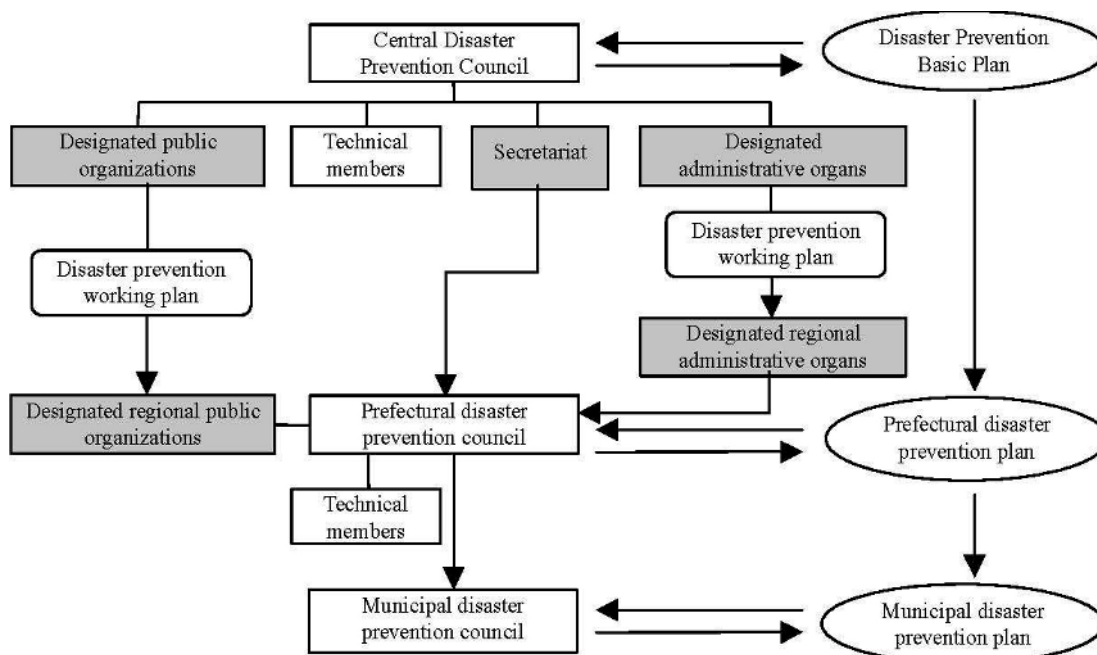 Central Disaster
Prevention Council
Disaster Prevention
Basic Plan
Designated public
organizations
Technical
members
Secretariat
Designated
administrative organs
Disaster prevention
working plan
Disaster prevention
working plan
Designated regional
administrative organs
Designated regional public
organizations
Prefectural disaster
prevention council
Prefectural disaster
prevention plan
Technical
members
Municipal disaster
prevention council
Municipal disaster
prevention plan